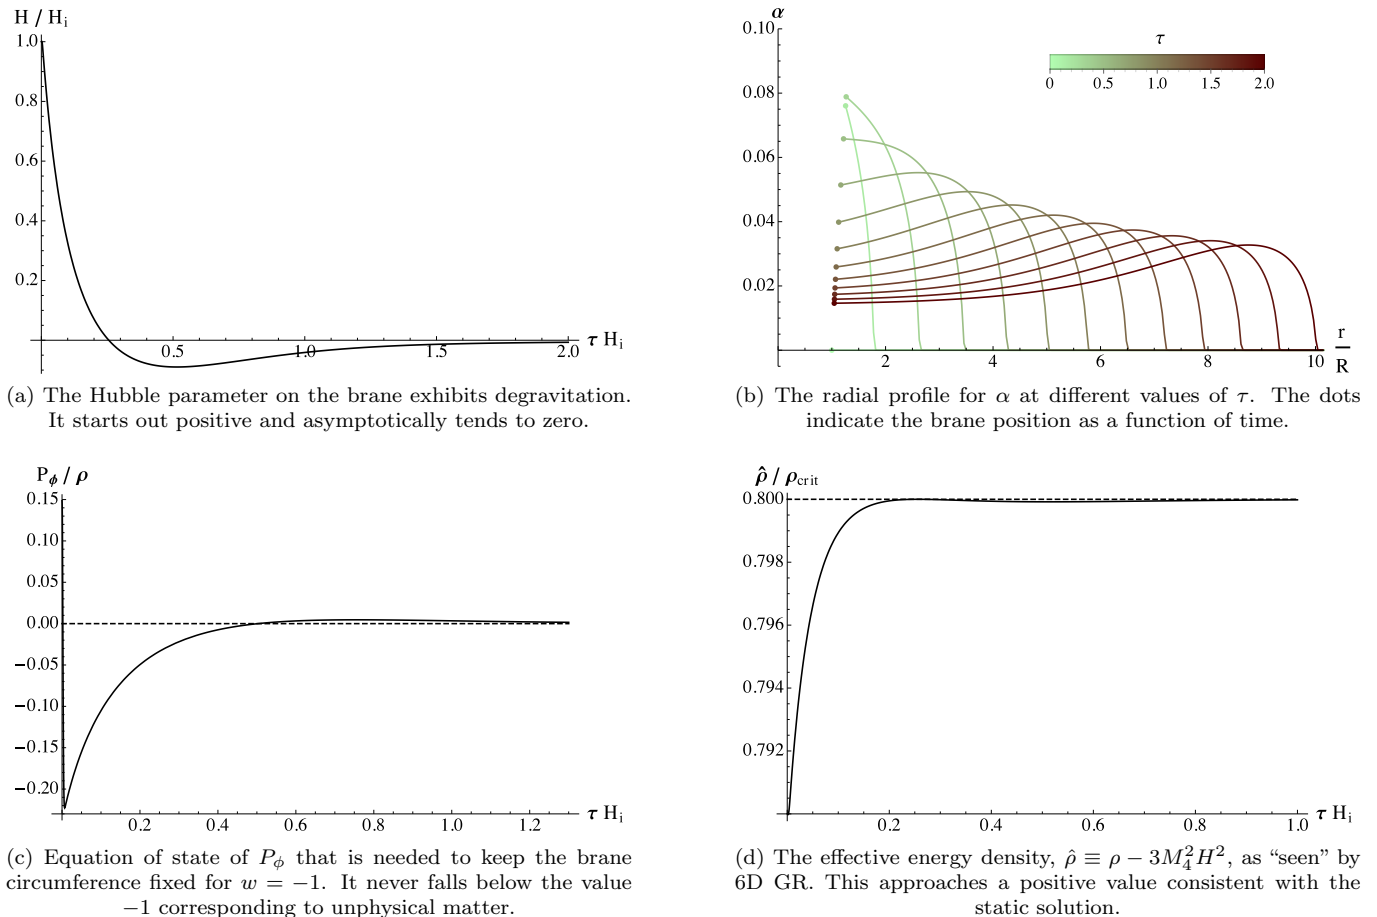 H / Hᵢ
1.0
0.8
0.6
0.4
0.2
0.5
1.0
1.5
2.0
τ Hᵢ
(a) The Hubble parameter on the brane exhibits degravitation.
It starts out positive and asymptotically tends to zero.
α
0.10
0.08
0.06
0.04
0.02
τ
0 0.5 1.0 1.5 2.0
2 4 6 8 10
r
R
(b) The radial profile for α at different values of τ. The dots
indicate the brane position as a function of time.
P_ϕ / ρ
0.15
0.10
0.05
0.00
−0.05
−0.10
−0.15
−0.20
0.2 0.4 0.6 0.8 1.0 1.2
τ Hᵢ
(c) Equation of state of P_ϕ that is needed to keep the brane
circumference fixed for w = −1. It never falls below the value
−1 corresponding to unphysical matter.
ρ̂ / ρ_crit
0.800
0.798
0.796
0.794
0.792
0.2 0.4 0.6 0.8 1.0
τ Hᵢ
(d) The effective energy density, ρ̂ ≡ ρ − 3M₄²H², as “seen” by
6D GR. This approaches a positive value consistent with the
static solution.